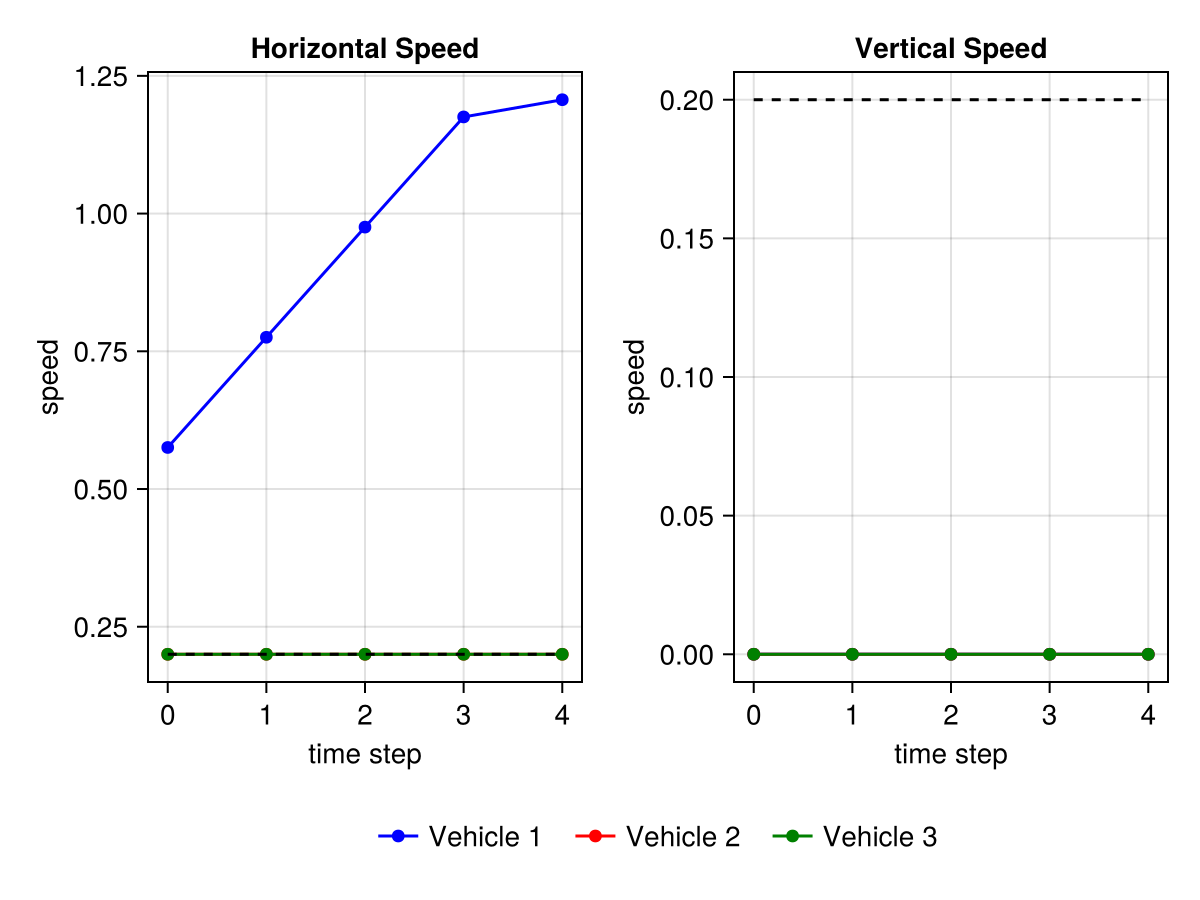 Horizontal Speed
1.25
1.00
0.75
0.50
0.25
speed
0 1 2 3 4
time step
Vertical Speed
0.20
0.15
0.10
0.05
0.00
speed
0 1 2 3 4
time step
Vehicle 1 Vehicle 2 Vehicle 3